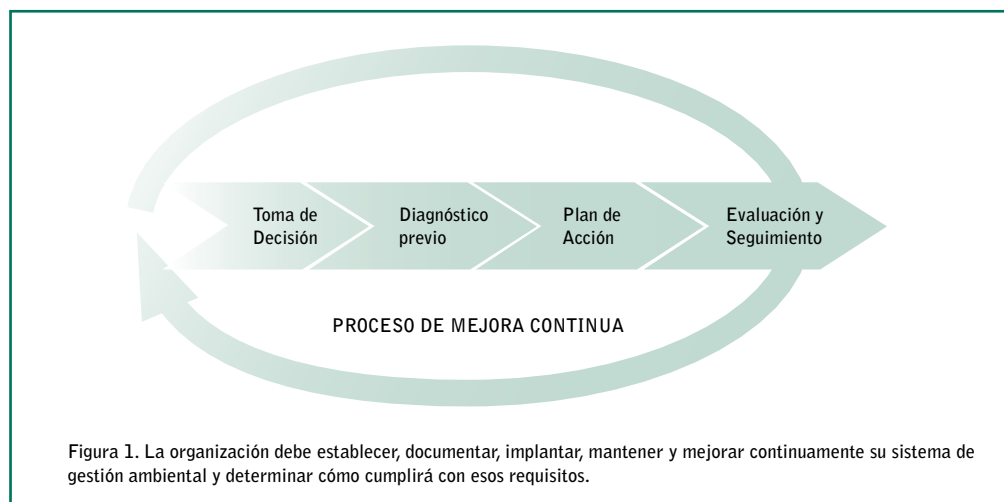 Toma de
Decisión
Diagnóstico
previo
Plan de
Acción
Evaluación y
Seguimiento
PROCESO DE MEJORA CONTINUA
Figura 1. La organización debe establecer, documentar, implantar, mantener y mejorar continuamente su sistema de
gestión ambiental y determinar cómo cumplirá con esos requisitos.